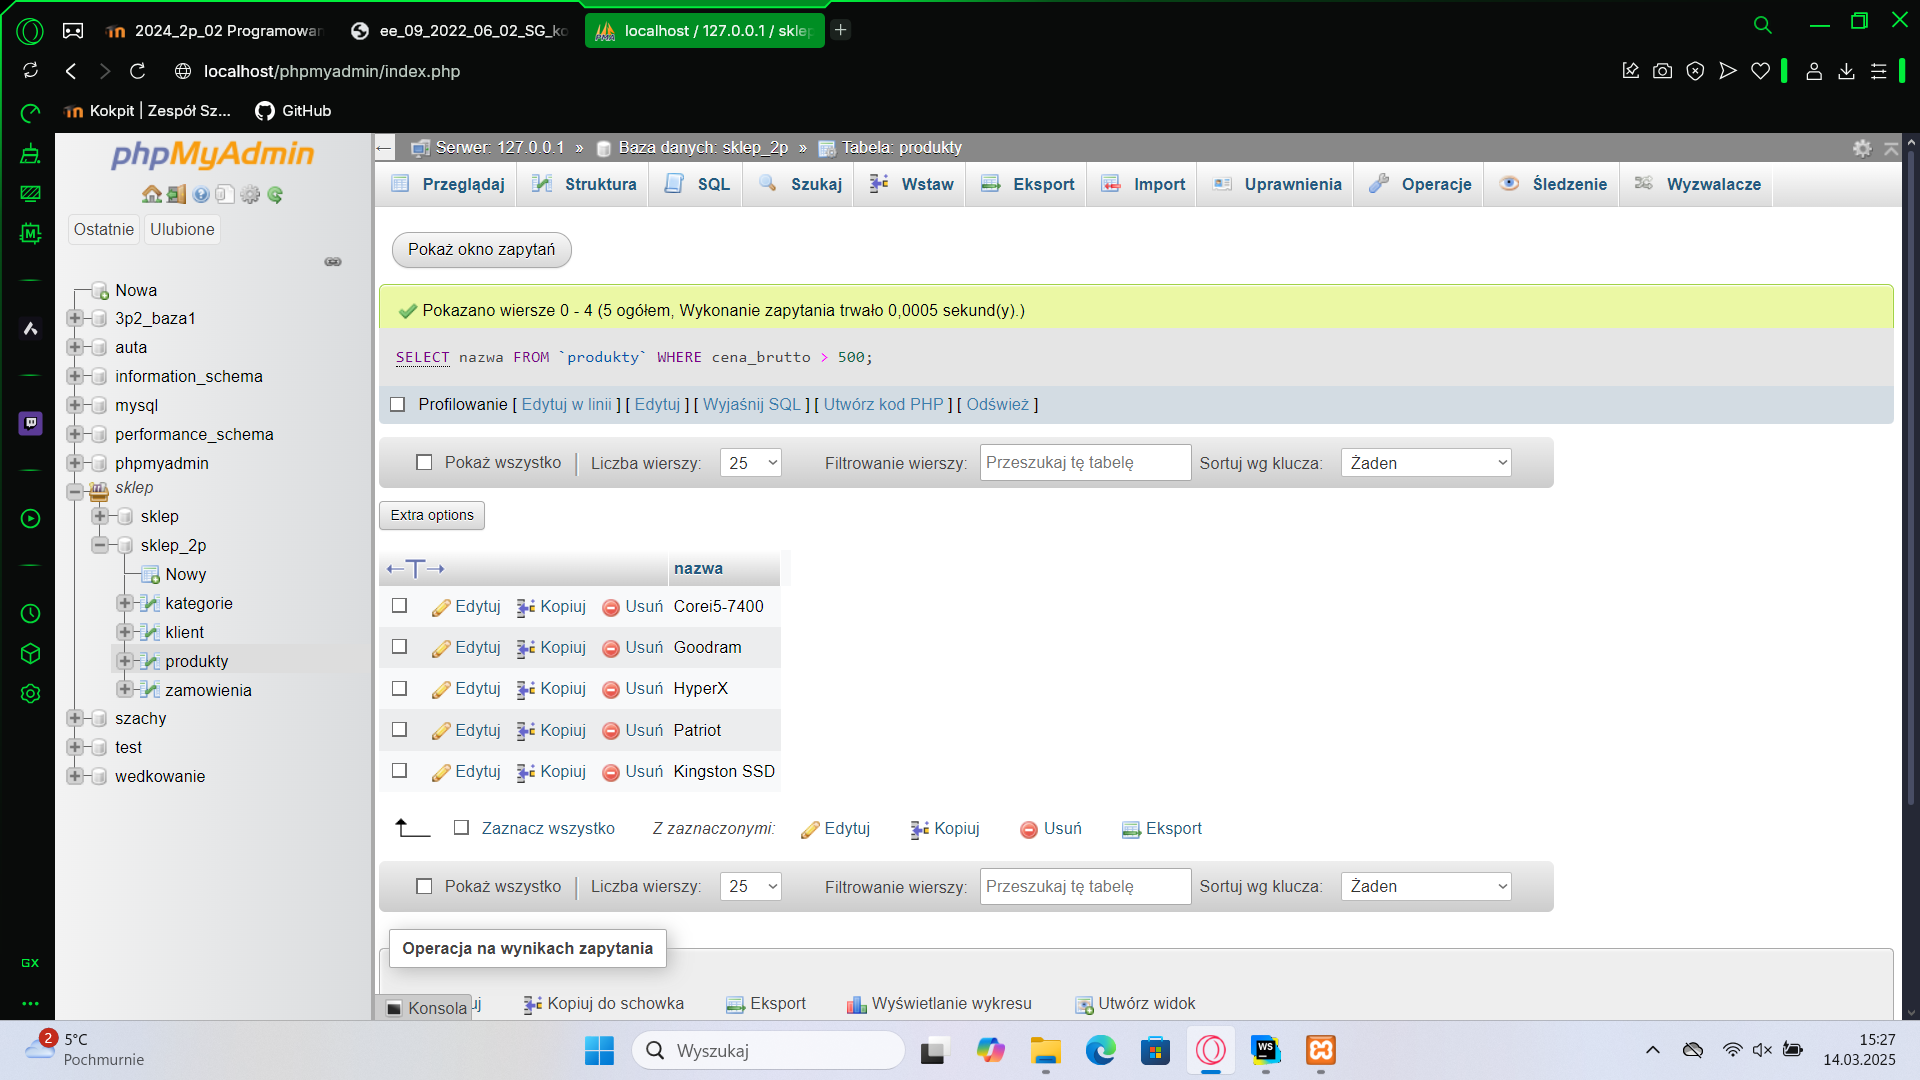 2024_2p_02 Programowan
ee_09_2022_06_02_SG_ko
localhost / 127.0.0.1 / skle
localhost/phpmyadmin/index.php
Kokpit | Zespół Sz...
GitHub
phpMyAdmin
Ostatnie
Ulubione
Nowa
3p2_baza1
auta
information_schema
mysql
performance_schema
phpmyadmin
sklep
sklep
sklep_2p
Nowy
kategorie
klient
produkty
zamowienia
szachy
test
wedkowanie
Serwer: 127.0.0.1 » Baza danych: sklep_2p » Tabela: produkty
Przeglądaj Struktura SQL Szukaj Wstaw Eksport Import Uprawnienia Operacje Śledzenie Wyzwalacze
Pokaż okno zapytań
Pokazano wiersze 0 - 4 (5 ogółem, Wykonanie zapytania trwało 0,0005 sekund(y).)
SELECT nazwa FROM `produkty` WHERE cena_brutto > 500;
Profilowanie [ Edytuj w linii ] [ Edytuj ] [ Wyjaśnij SQL ] [ Utwórz kod PHP ] [ Odśwież ]
Pokaż wszystko | Liczba wierszy: 25 Filtrowanie wierszy: Przeszukaj tę tabelę Sortuj wg klucza: Żaden
Extra options
←T→ nazwa
Edytuj Kopiuj Usuń Corei5-7400
Edytuj Kopiuj Usuń Goodram
Edytuj Kopiuj Usuń HyperX
Edytuj Kopiuj Usuń Patriot
Edytuj Kopiuj Usuń Kingston SSD
Zaznacz wszystko Z zaznaczonymi: Edytuj Kopiuj Usuń Eksport
Pokaż wszystko | Liczba wierszy: 25 Filtrowanie wierszy: Przeszukaj tę tabelę Sortuj wg klucza: Żaden
Operacja na wynikach zapytania
Konsola
Kopiuj do schowka Eksport Wyświetlanie wykresu Utwórz widok
GX
2
5°C
Pochmurnie
Wyszukaj
WS
15:27
14.03.2025